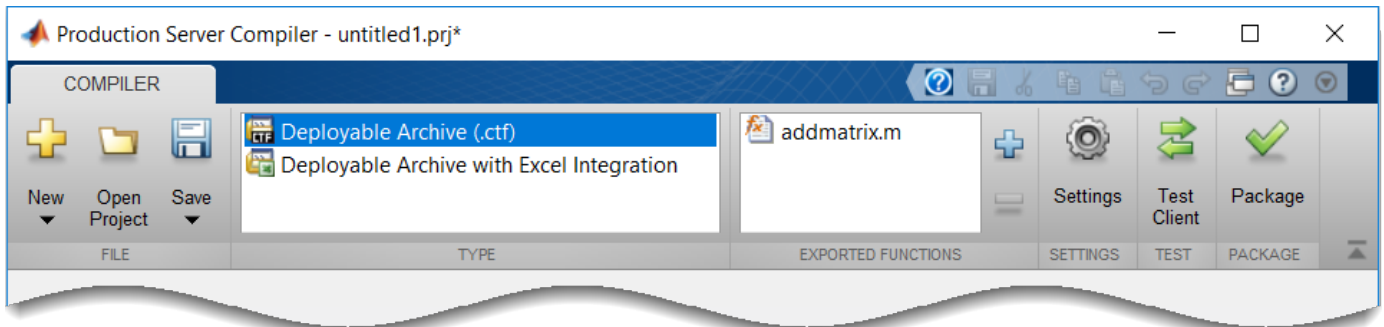 Production Server Compiler - untitled1.prj*
COMPILER
CTF Deployable Archive (.ctf)
Deployable Archive with Excel Integration
addmatrix.m
New
Open
Project
Save
Settings
Test
Client
Package
FILE
TYPE
EXPORTED FUNCTIONS
SETTINGS
TEST
PACKAGE